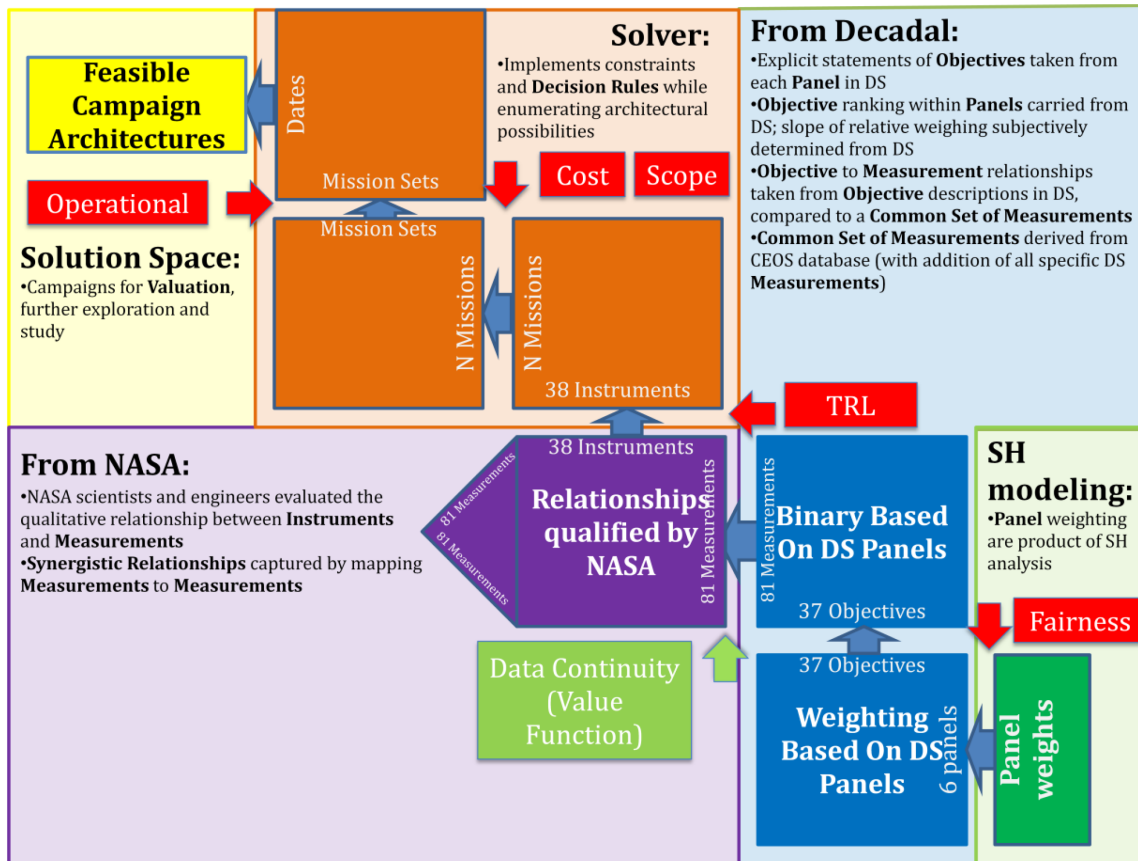 Feasible
Campaign
Architectures
Operational
Solution Space:
•Campaigns for Valuation,
further exploration and
study
Dates
Mission Sets
Mission Sets
N Missions
N Missions
38 Instruments
Solver:
•Implements constraints
and Decision Rules while
enumerating architectural
possibilities
Cost
Scope
From Decadal:
•Explicit statements of Objectives taken from
each Panel in DS
•Objective ranking within Panels carried from
DS; slope of relative weighing subjectively
determined from DS
•Objective to Measurement relationships
taken from Objective descriptions in DS,
compared to a Common Set of Measurements
•Common Set of Measurements derived from
CEOS database (with addition of all specific DS
Measurements)
TRL
From NASA:
•NASA scientists and engineers evaluated the
qualitative relationship between Instruments
and Measurements
•Synergistic Relationships captured by mapping
Measurements to Measurements
81 Measurements
81 Measurements
38 Instruments
Relationships
qualified by
NASA
81 Measurements
81 Measurements
Binary Based
On DS Panels
37 Objectives
SH
modeling:
•Panel weighting
are product of SH
analysis
Fairness
Data Continuity
(Value
Function)
37 Objectives
Weighting
Based On DS
Panels
6 panels
Panel
weights